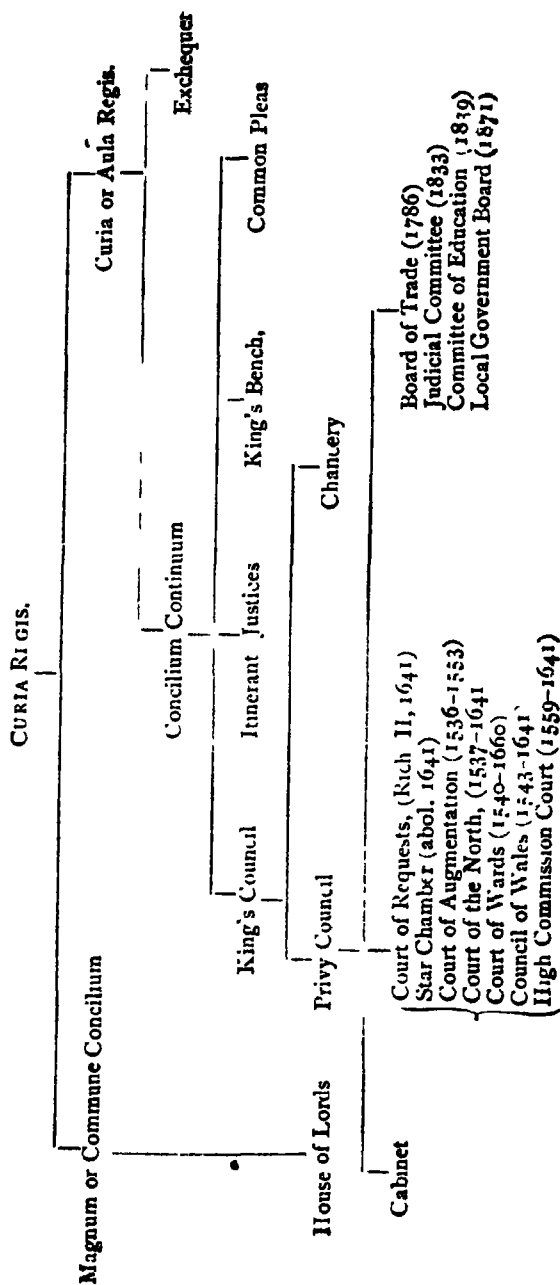 CURIA RI GIS.
Magnum or Commune Concilium
Curia or Aula Regis.
Concilium Continuum
Exchequer
King's Council
Itinerant Justices
King's Bench,
Common Pleas
House of Lords
Privy Council
Chancery
Cabinet
Court of Requests, (Rich II, 1641)
Star Chamber (abol. 1641)
Court of Augmentation (1536-1553)
Court of the North, (1537-1641
Court of Wards (1540-1660)
Council of Wales (1543-1641)
High Commission Court (1559-1641)
Board of Trade (1786)
Judicial Committee (1833)
Committee of Education (1839)
Local Government Board (1871)